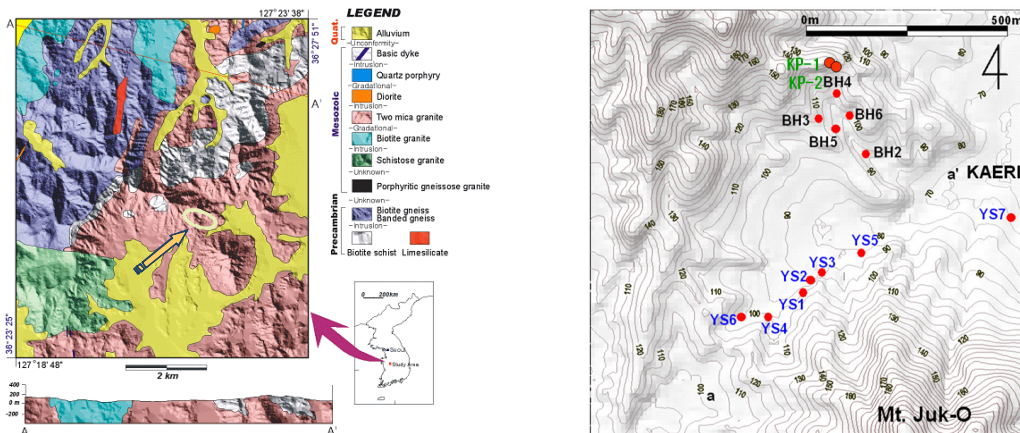 A
127°23' 38"
36°27' 51"
A'
36°23' 25"
127°18' 48"
2 km
400
200
0 m
-200
A
A'
LEGEND
Quat.
Alluvium
Unconformity
Mesozoic
Basic dyke
Intrusion
Quartz porphyry
Gradational
Diorite
Intrusion
Two mica granite
Gradational
Biotite granite
Intrusion
Schistose granite
Unknown
Porphyritic gneissose granite
Unknown
Precambrian
Biotite gneiss
Banded gneiss
Intrusion
Biotite schist
Limesilicate
0 200km
Seoul
Study Area
0m 500m
4
KP-1
KP-2
BH4
BH3
BH6
BH5
BH2
a' KAERI
YS7
YS5
YS3
YS2
YS1
YS6
YS4
a
Mt. Juk-O